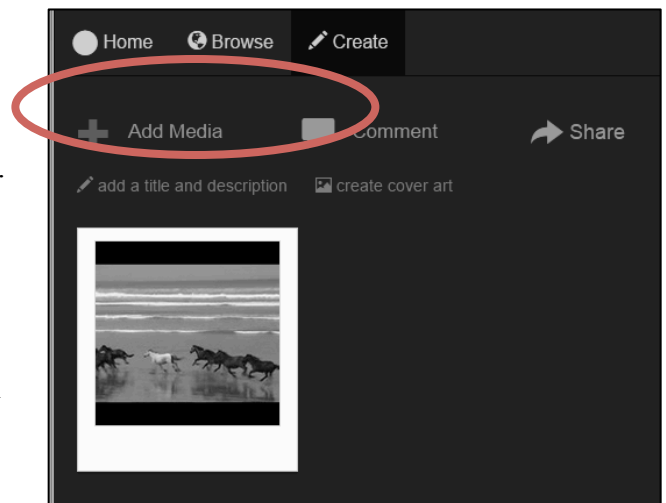 Home Browse Create
Add Media Comment Share
add a title and description create cover art